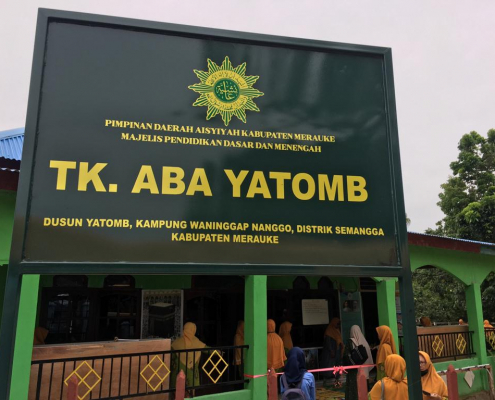 PIMPINAN DAERAH AISYIYAH KABUPATEN MERAUKE
MAJELIS PENDIDIKAN DASAR DAN MENENGAH
TK. ABA YATOMB
DUSUN YATOMB, KAMPUNG WANINGGAP NANGGO, DISTRIK SEMANGGA
KABUPATEN MERAUKE